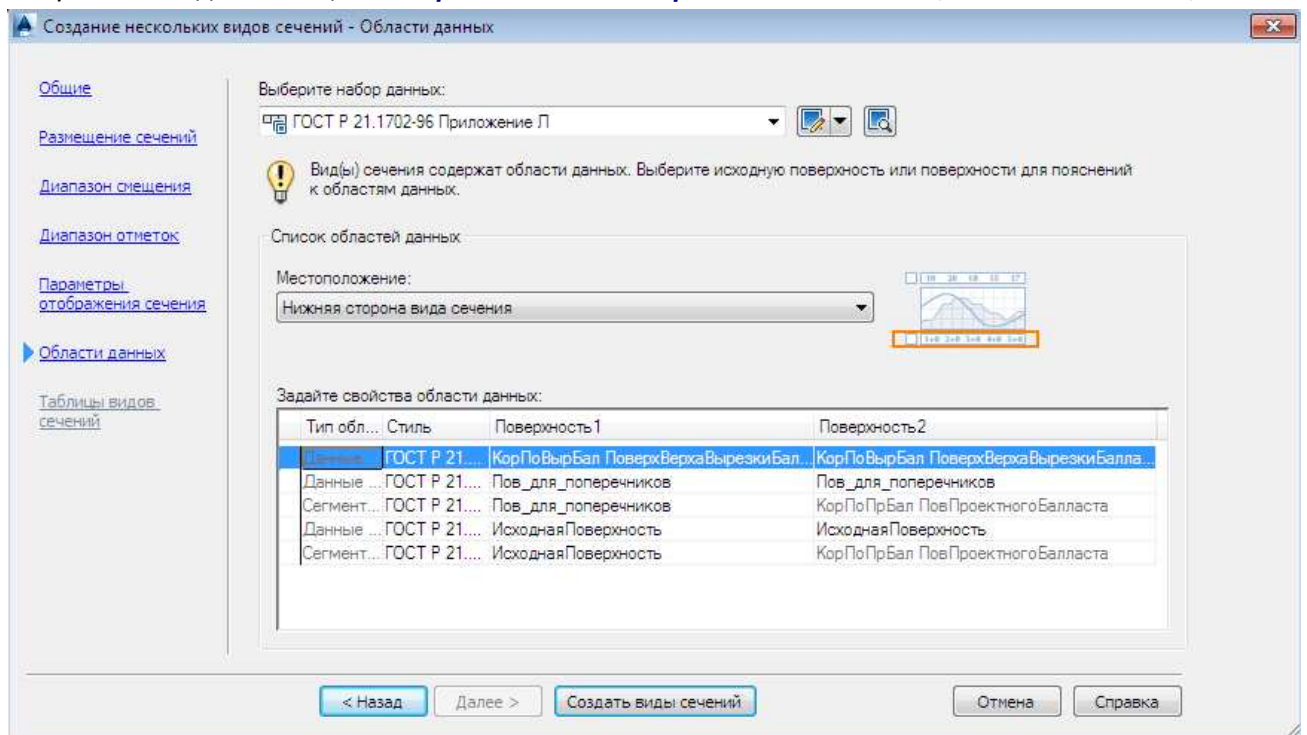 Создание нескольких видов сечений - Области данных
Общие
Размещение сечений
Диапазон смещения
Диапазон отметок
Параметры
отображения сечения
Области данных
Таблицы видов
сечений
Выберите набор данных:
ГОСТ Р 21.1702-96 Приложение Л
Вид(ы) сечения содержат области данных. Выберите исходную поверхность или поверхности для пояснений
к областям данных.
Список областей данных
Местоположение:
Нижняя сторона вида сечения
Задайте свойства области данных:
Тип обл... Стиль Поверхность1 Поверхность2
Данные ... ГОСТ Р 21.... КорПоВырБал ПоверхВерхаВырезкиБал... КорПоВырБал ПоверхВерхаВырезкиБалла...
Данные ... ГОСТ Р 21.... Пов_для_поперечников Пов_для_поперечников
Сегмент... ГОСТ Р 21.... Пов_для_поперечников КорПоПрБал ПовПроектногоБалласта
Данные ... ГОСТ Р 21.... ИсходнаяПоверхность ИсходнаяПоверхность
Сегмент... ГОСТ Р 21.... ИсходнаяПоверхность КорПоПрБал ПовПроектногоБалласта
< Назад Далее > Создать виды сечений Отмена Справка